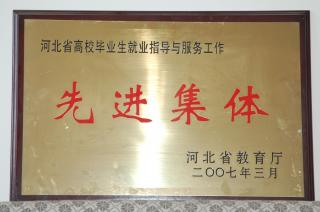 河北省高校毕业生就业指导与服务工作
先进集体
河北省教育厅
二〇〇七年三月